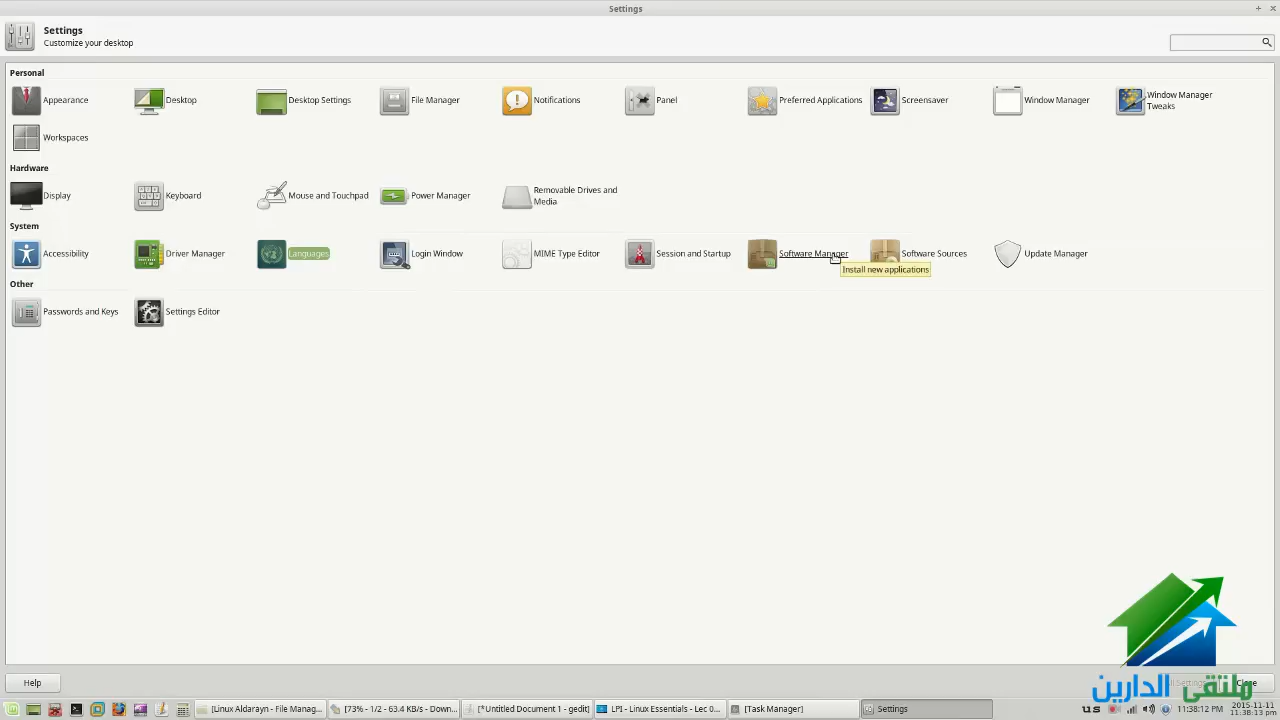 Settings
Settings
Customize your desktop
Personal
Appearance
Desktop
Desktop Settings
File Manager
Notifications
Panel
Preferred Applications
Screensaver
Window Manager
Window Manager
Tweaks
Workspaces
Hardware
Display
Keyboard
Mouse and Touchpad
Power Manager
Removable Drives and
Media
System
Accessibility
Driver Manager
Languages
Login Window
MIME Type Editor
Session and Startup
Software Manager
Software Sources
Update Manager
Install new applications
Other
Passwords and Keys
Settings Editor
Help
Close
ملتقى الدارين
[Linux Aldarayn - File Manag...
[73% - 1/2 - 63.4 KB/s - Down...
[*Untitled Document 1 - gedit]
LPI - Linux Essentials - Lec 0...
[Task Manager]
Settings
us
11:38:12 PM
2015-11-11
11:38:13 PM